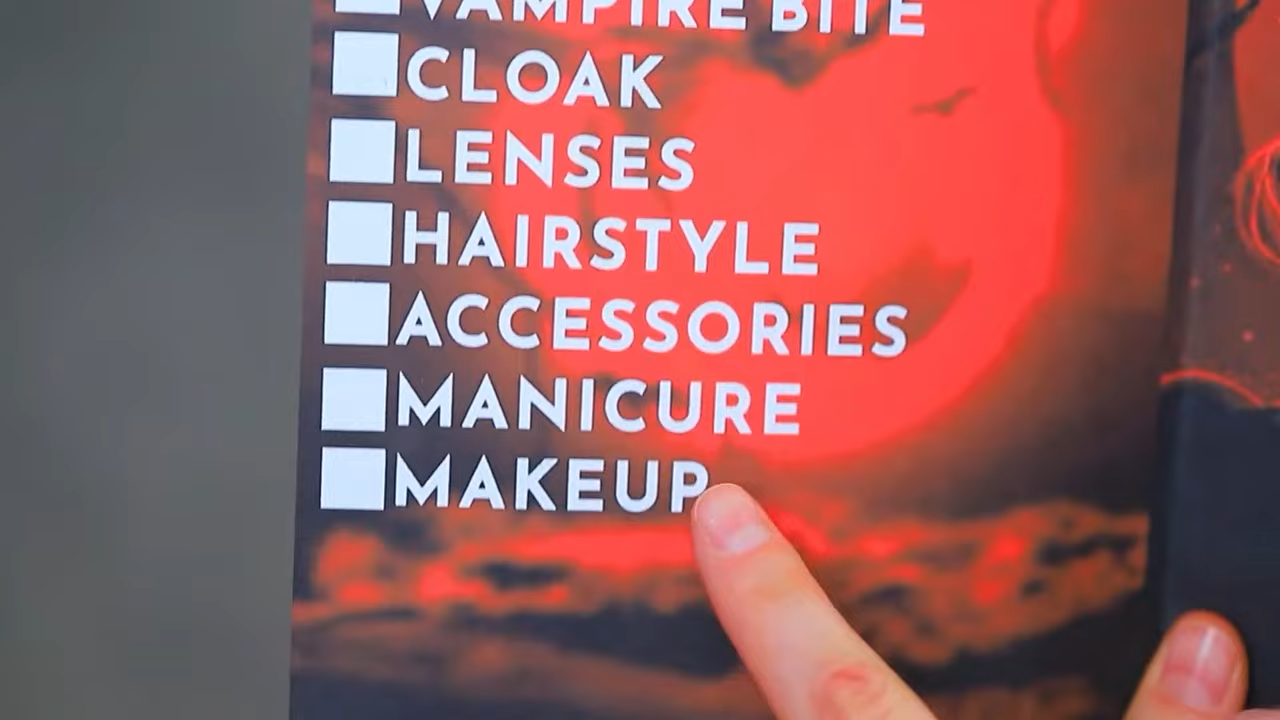 VAMPIRE BITE
CLOAK
LENSES
HAIRSTYLE
ACCESSORIES
MANICURE
MAKEUP